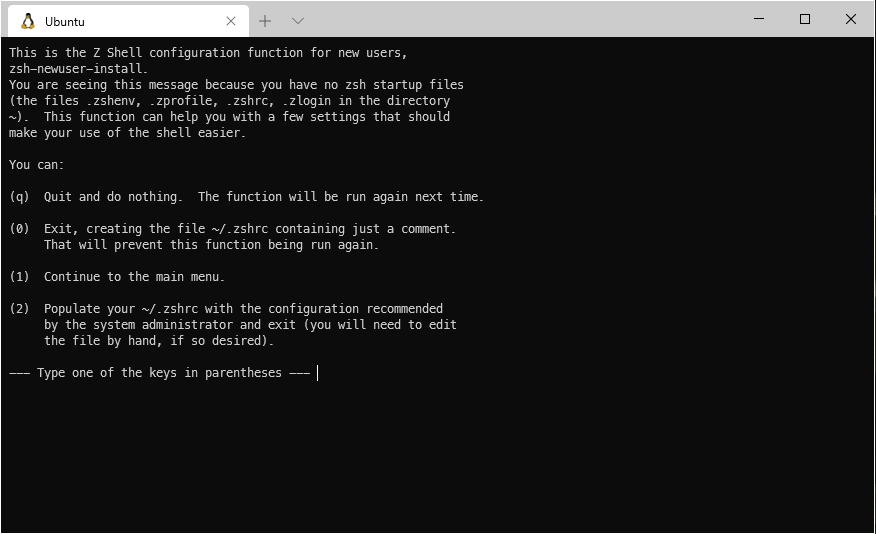 Ubuntu
This is the Z Shell configuration function for new users,
zsh-newuser-install.
You are seeing this message because you have no zsh startup files
(the files .zshenv, .zprofile, .zshrc, .zlogin in the directory
~).  This function can help you with a few settings that should
make your use of the shell easier.
You can:
(q)  Quit and do nothing.  The function will be run again next time.
(0)  Exit, creating the file ~/.zshrc containing just a comment.
     That will prevent this function being run again.
(1)  Continue to the main menu.
(2)  Populate your ~/.zshrc with the configuration recommended
     by the system administrator and exit (you will need to edit
     the file by hand, if so desired).
--- Type one of the keys in parentheses ---